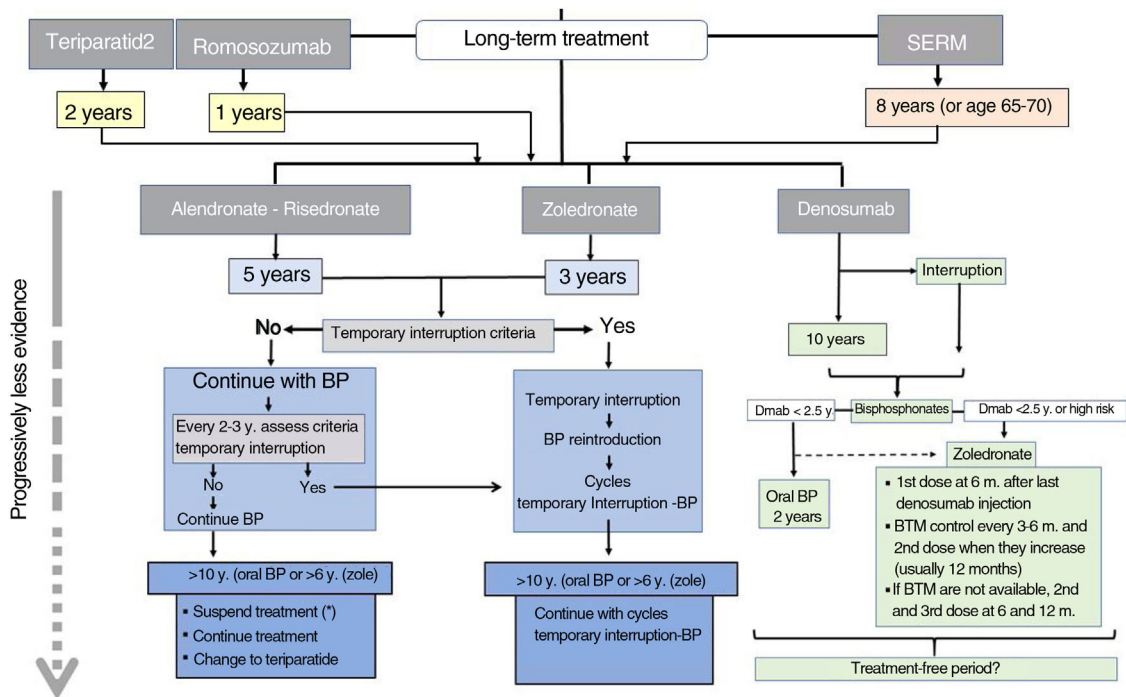 Long-term treatment
Teriparatid2
Romosozumab
SERM
2 years
1 years
8 years (or age 65-70)
Alendronate - Risedronate
Zoledronate
Denosumab
5 years
3 years
Interruption
No
Temporary interruption criteria
Yes
10 years
Continue with BP
Every 2-3 y. assess criteria
temporary interruption
No
Yes
Continue BP
Temporary interruption
BP reintroduction
Cycles
temporary Interruption -BP
Dmab < 2.5 y.
Bisphosphonates
Dmab <2.5 y. or high risk
Zoledronate
Oral BP
2 years
▪ 1st dose at 6 m. after last
denosumab injection
▪ BTM control every 3-6 m. and
2nd dose when they increase
(usually 12 months)
▪ If BTM are not available, 2nd
and 3rd dose at 6 and 12 m.
>10 y. (oral BP or >6 y. (zole)
▪ Suspend treatment (*)
▪ Continue treatment
▪ Change to teriparatide
>10 y. (oral BP or >6 y. (zole)
Continue with cycles
temporary interruption-BP
Treatment-free period?
Progressively less evidence